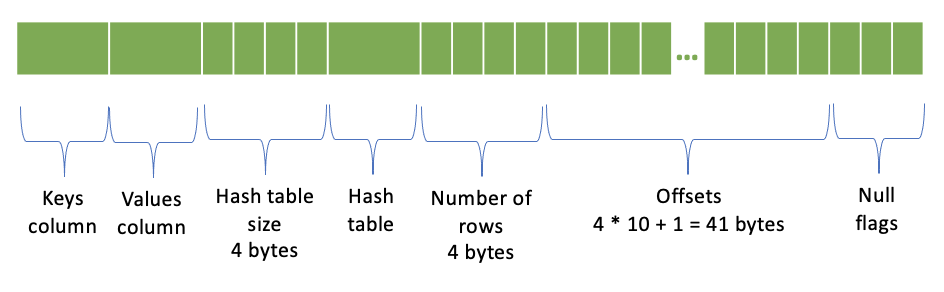 Keys
column
Values
column
Hash table
size
4 bytes
Hash
table
Number of
rows
4 bytes
Offsets
4 * 10 + 1 = 41 bytes
Null
flags
...